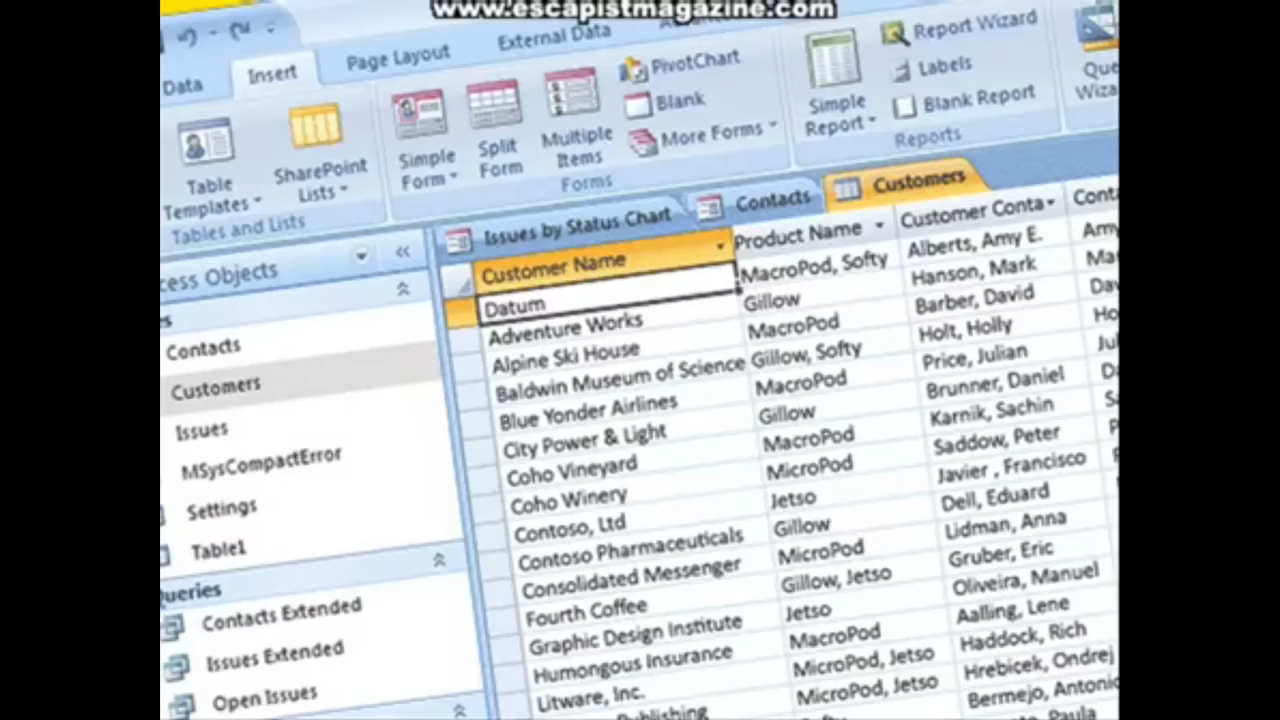 www.escapistmagazine.com
Data
Insert
Page Layout
External Data
Table Templates
SharePoint Lists
Tables and Lists
Simple Form
Split Form
Multiple Items
PivotChart
Blank
More Forms
Forms
Simple Report
Report Wizard
Labels
Blank Report
Reports
cess Objects
Contacts
Customers
Issues
MSysCompactError
Settings
Table1
ueries
Contacts Extended
Issues Extended
Open Issues
Issues by Status Chart
Contacts
Customers
Customer Name Product Name Customer Conta
Datum MacroPod, Softy Alberts, Amy E.
Adventure Works Gillow Hanson, Mark
Alpine Ski House MacroPod Barber, David
Baldwin Museum of Science Gillow, Softy Holt, Holly
Blue Yonder Airlines MacroPod Price, Julian
City Power & Light Gillow Brunner, Daniel
Coho Vineyard MacroPod Karnik, Sachin
Coho Winery MicroPod Saddow, Peter
Contoso, Ltd Jetso Javier , Francisco
Contoso Pharmaceuticals Gillow Dell, Eduard
Consolidated Messenger MicroPod Lidman, Anna
Fourth Coffee Gillow, Jetso Gruber, Eric
Graphic Design Institute Jetso Oliveira, Manuel
Humongous Insurance MacroPod Aalling, Lene
Litware, Inc. MicroPod, Jetso Haddock, Rich
Publishing MicroPod, Jetso Hrebicek, Ondrej
Bermejo, Antonio